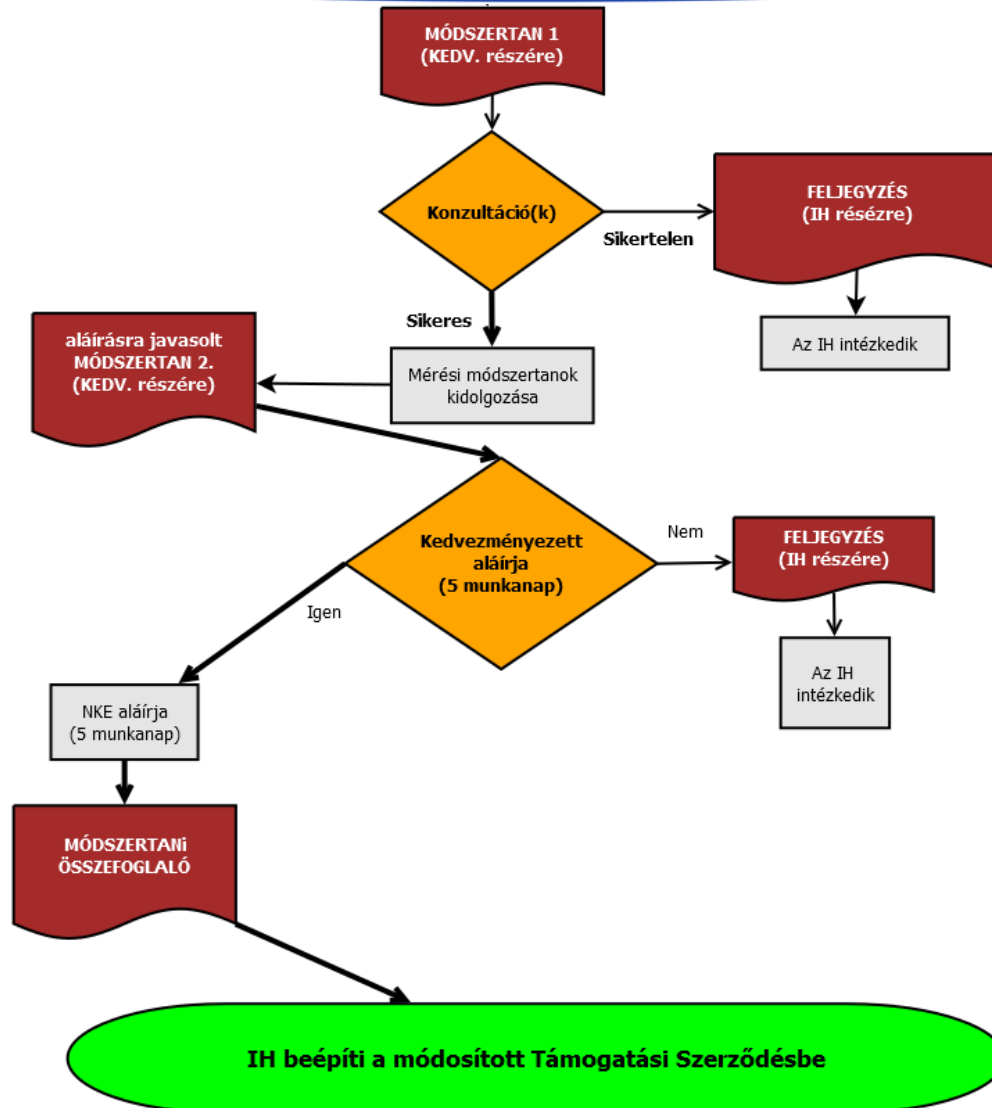 MÓDSZERTAN 1
(KEDV. részére)
Konzultáció(k)
Sikertelen
FELJEGYZÉS
(IH résézre)
Az IH intézkedik
Sikeres
Mérési módszertanok
kidolgozása
aláírásra javasolt
MÓDSZERTAN 2.
(KEDV. részére)
Kedvezményezett
aláírja
(5 munkanap)
Nem
FELJEGYZÉS
(IH részére)
Az IH
intézkedik
Igen
NKE aláírja
(5 munkanap)
MÓDSZERTANi
ÖSSZEFOGLALÓ
IH beépíti a módosított Támogatási Szerződésbe